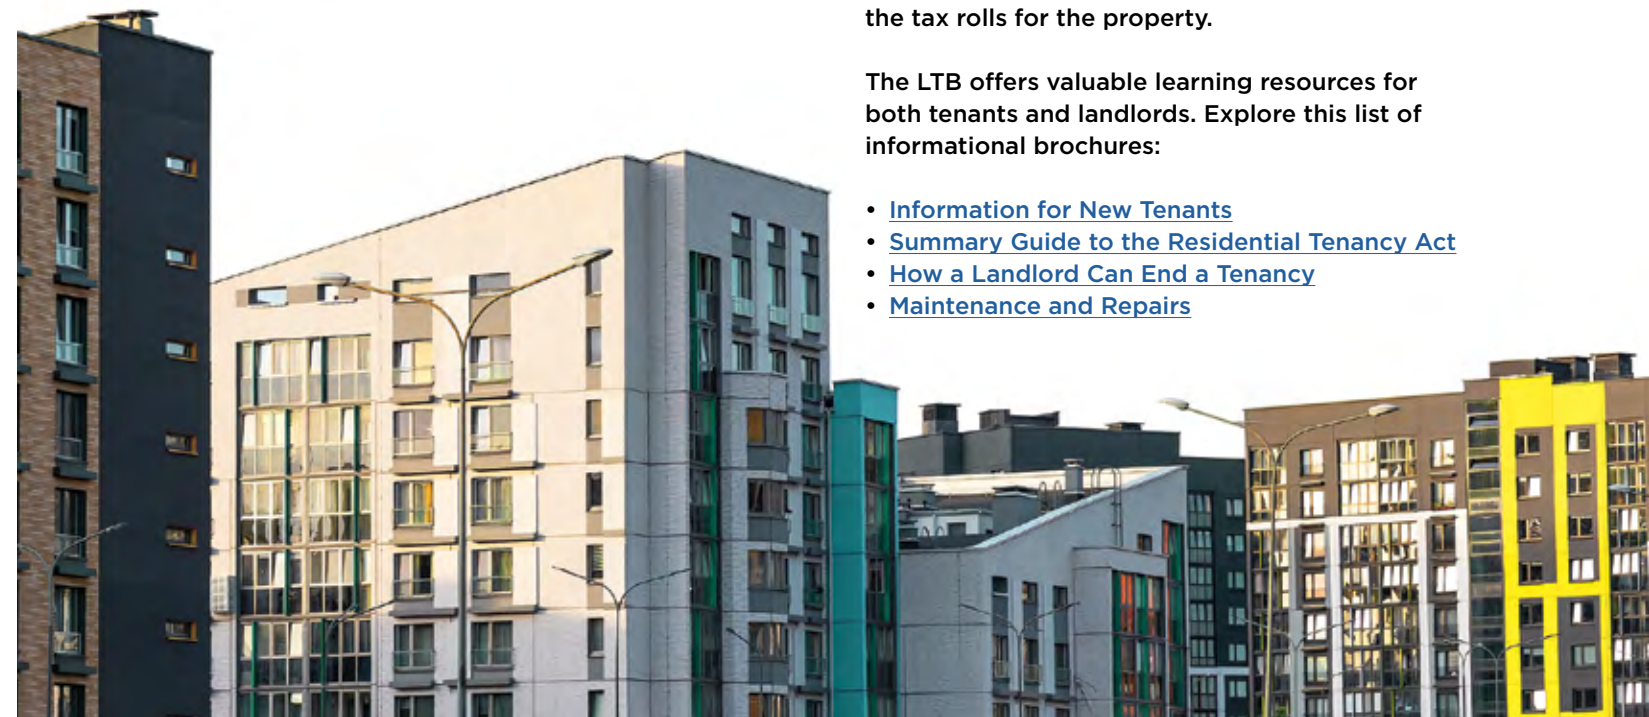 the tax rolls for the property.
The LTB offers valuable learning resources for
both tenants and landlords. Explore this list of
informational brochures:
• Information for New Tenants
• Summary Guide to the Residential Tenancy Act
• How a Landlord Can End a Tenancy
• Maintenance and Repairs